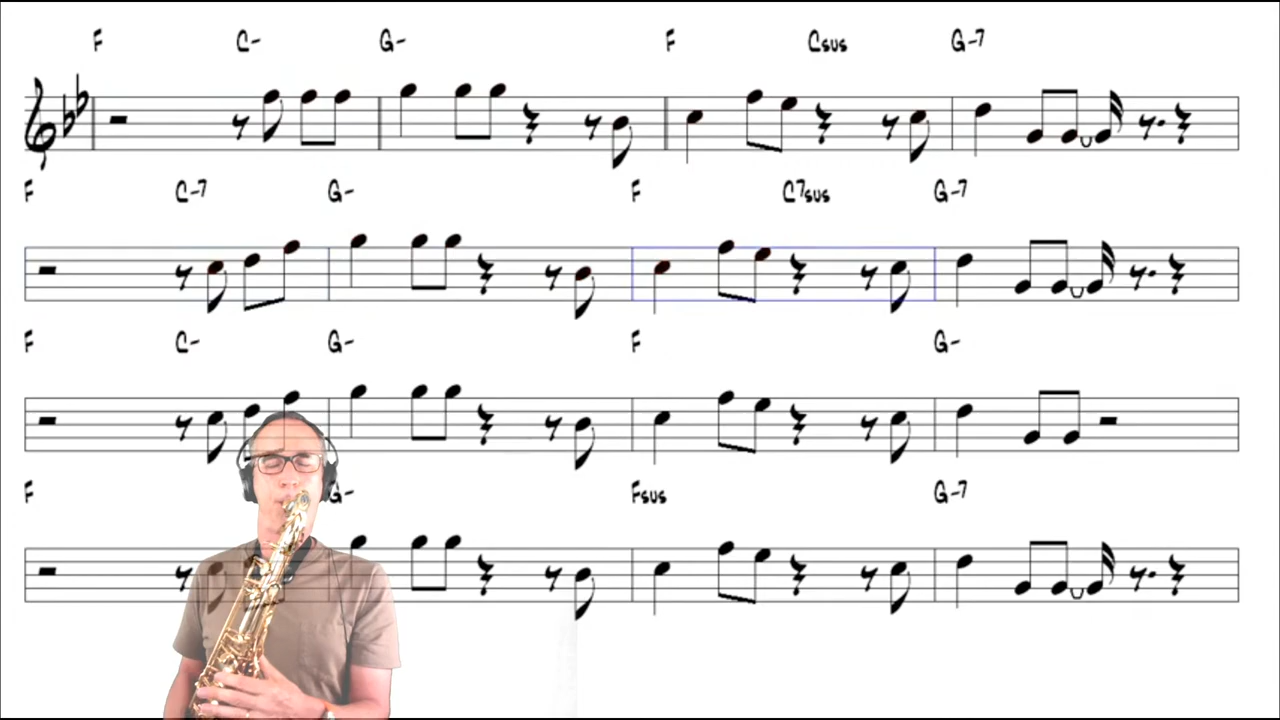 F C- G- F Csus G-7
F C-7 G- F C7sus G-7
F C- G- F G-
F G- Fsus G-7